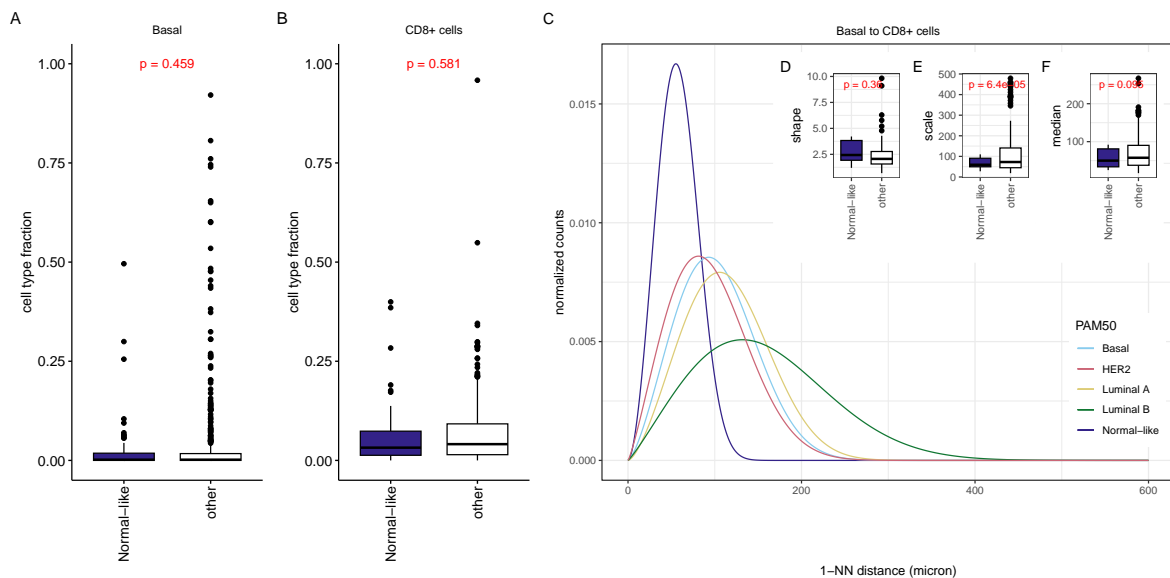 A
Basal
p = 0.459
1.00
0.75
0.50
0.25
0.00
cell type fraction
Normal−like
other
B
CD8+ cells
p = 0.581
1.00
0.75
0.50
0.25
0.00
cell type fraction
Normal−like
other
C
Basal to CD8+ cells
0.015
0.010
0.005
0.000
normalized counts
0
200
400
600
1−NN distance (micron)
D
10.0
7.5
5.0
2.5
shape
Normal−like
other
E
500
400
300
200
100
0
scale
Normal−like
other
F
200
100
median
Normal−like
other
PAM50
Basal
HER2
Luminal A
Luminal B
Normal−like